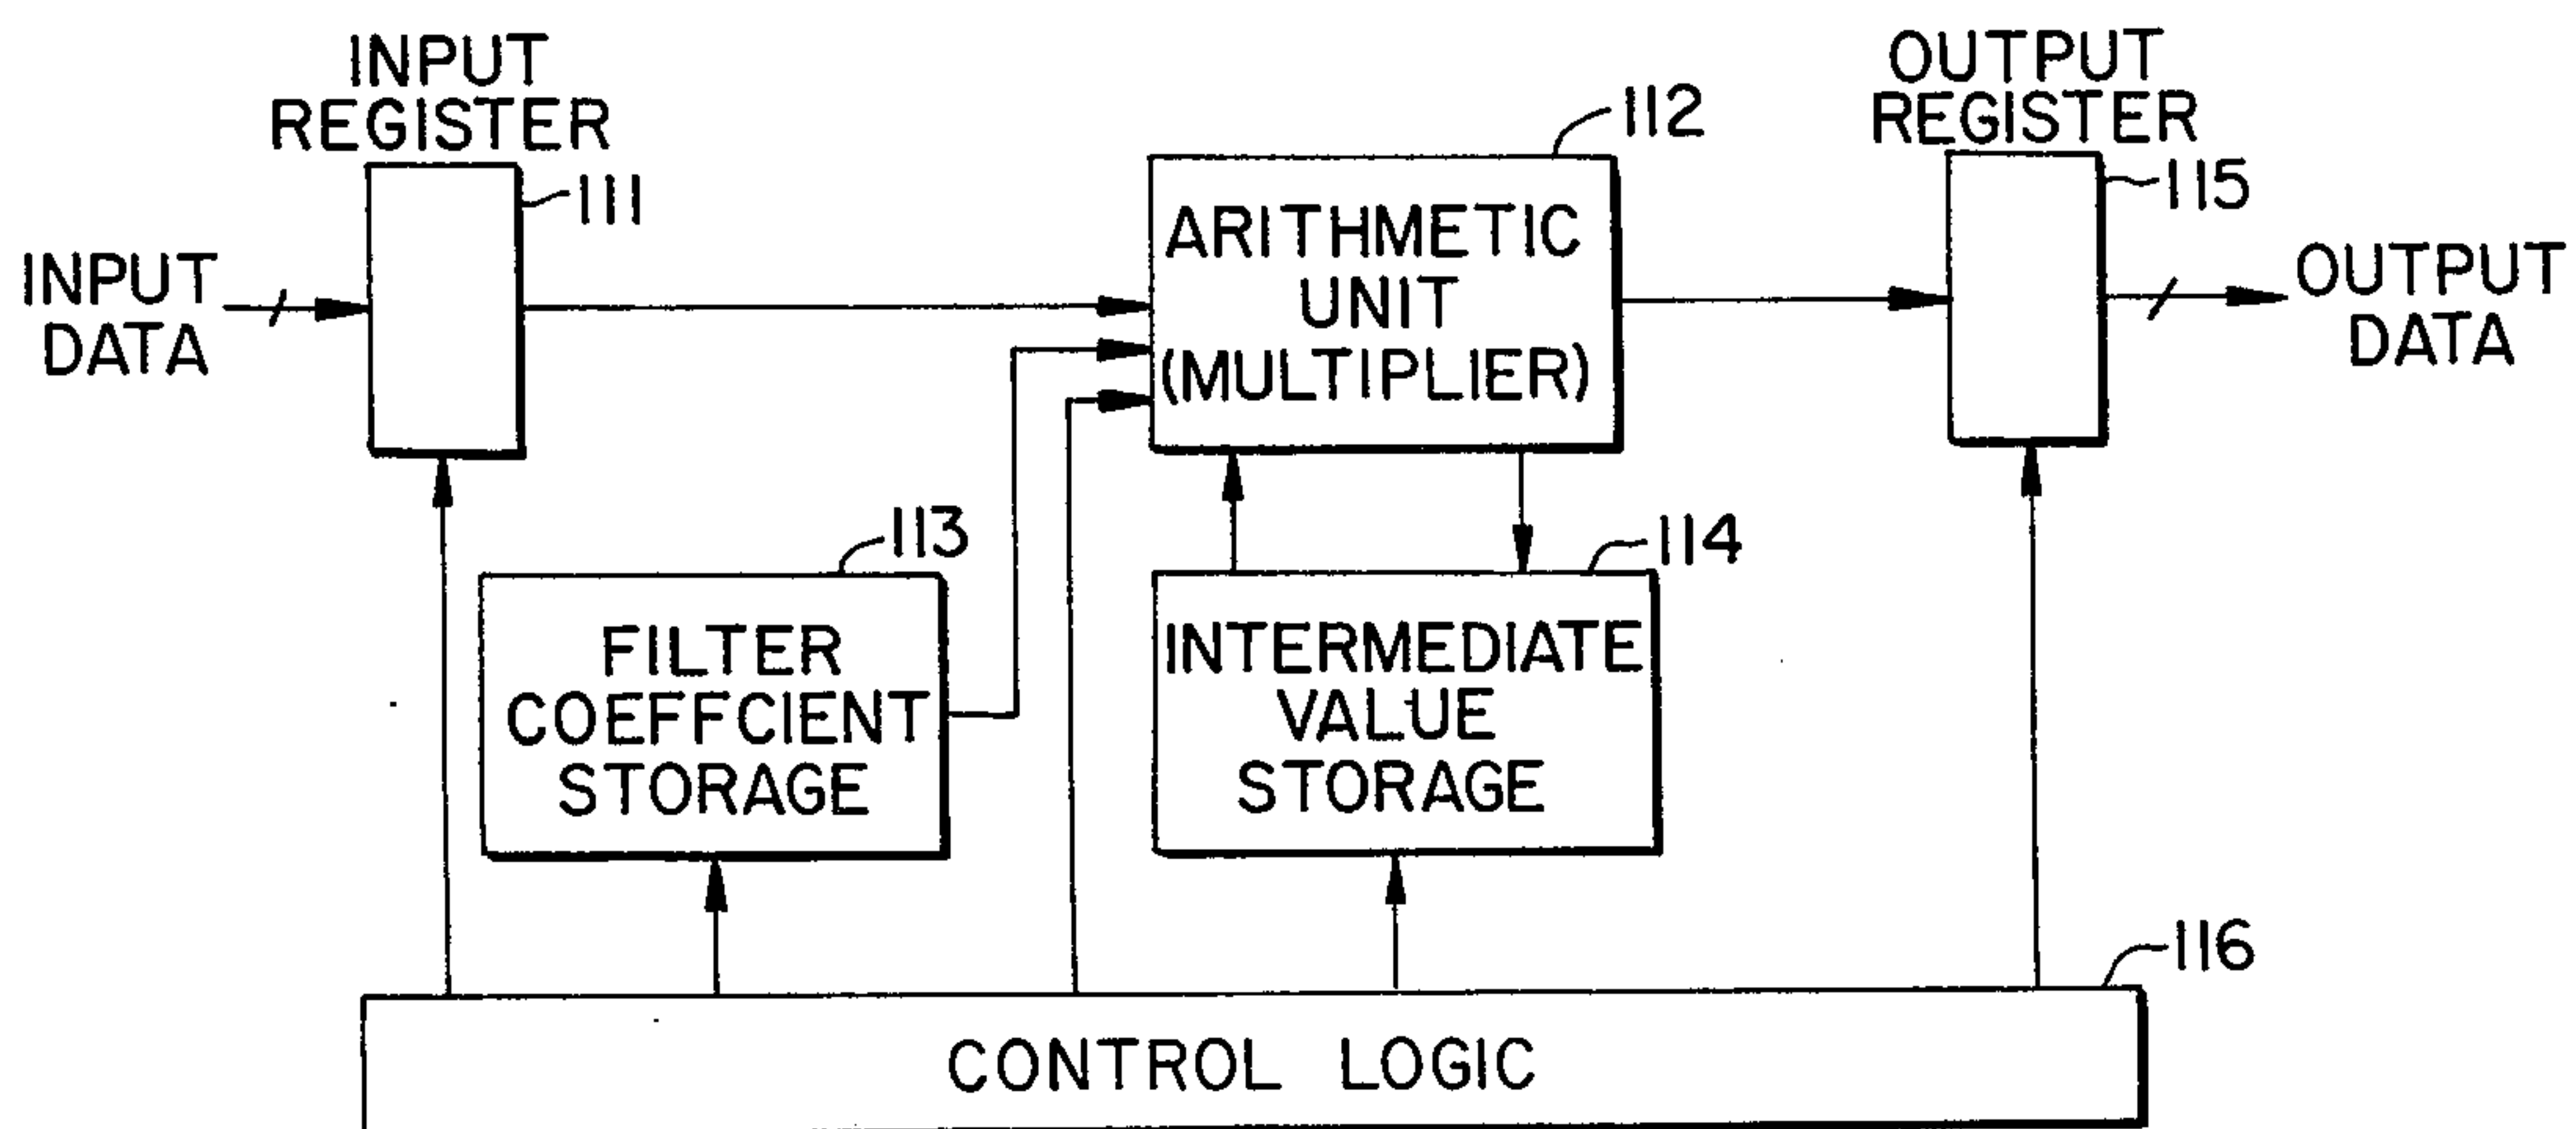 INPUT
REGISTER
111
INPUT
DATA
112
ARITHMETIC
UNIT
(MULTIPLIER)
OUTPUT
REGISTER
115
OUTPUT
DATA
113
FILTER
COEFFCIENT
STORAGE
114
INTERMEDIATE
VALUE
STORAGE
116
CONTROL LOGIC